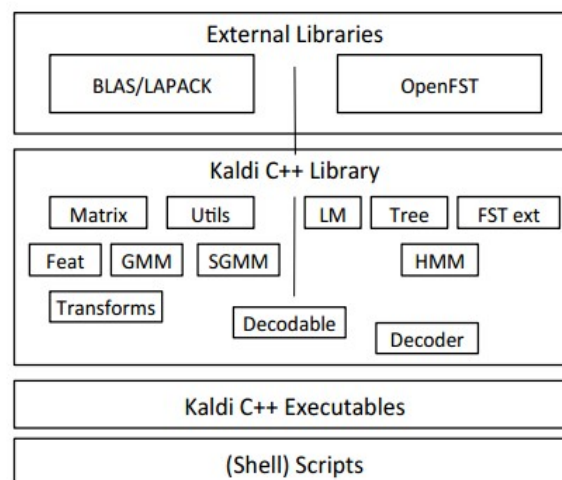 External Libraries
BLAS/LAPACK OpenFST
Kaldi C++ Library
Matrix Utils LM Tree FST ext
Feat GMM SGMM HMM
Transforms
Decodable
Decoder
Kaldi C++ Executables
(Shell) Scripts